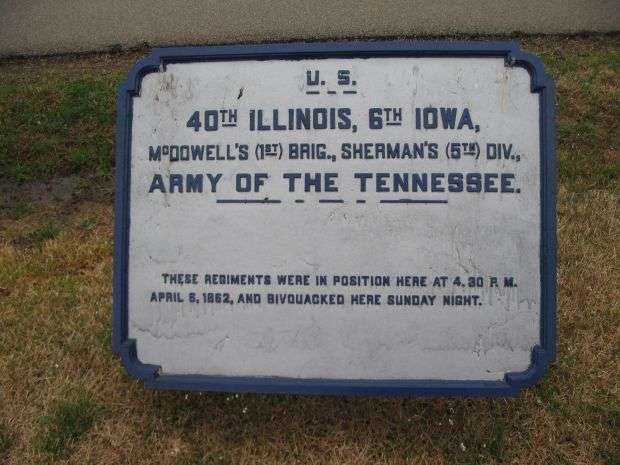 U. S.
40TH ILLINOIS, 6TH IOWA,
McDOWELL'S (1ST) BRIG., SHERMAN'S (5TH) DIV.,
ARMY OF THE TENNESSEE.
THESE REGIMENTS WERE IN POSITION HERE AT 4.30 P. M.
APRIL 6, 1862, AND BIVOUACKED HERE SUNDAY NIGHT.